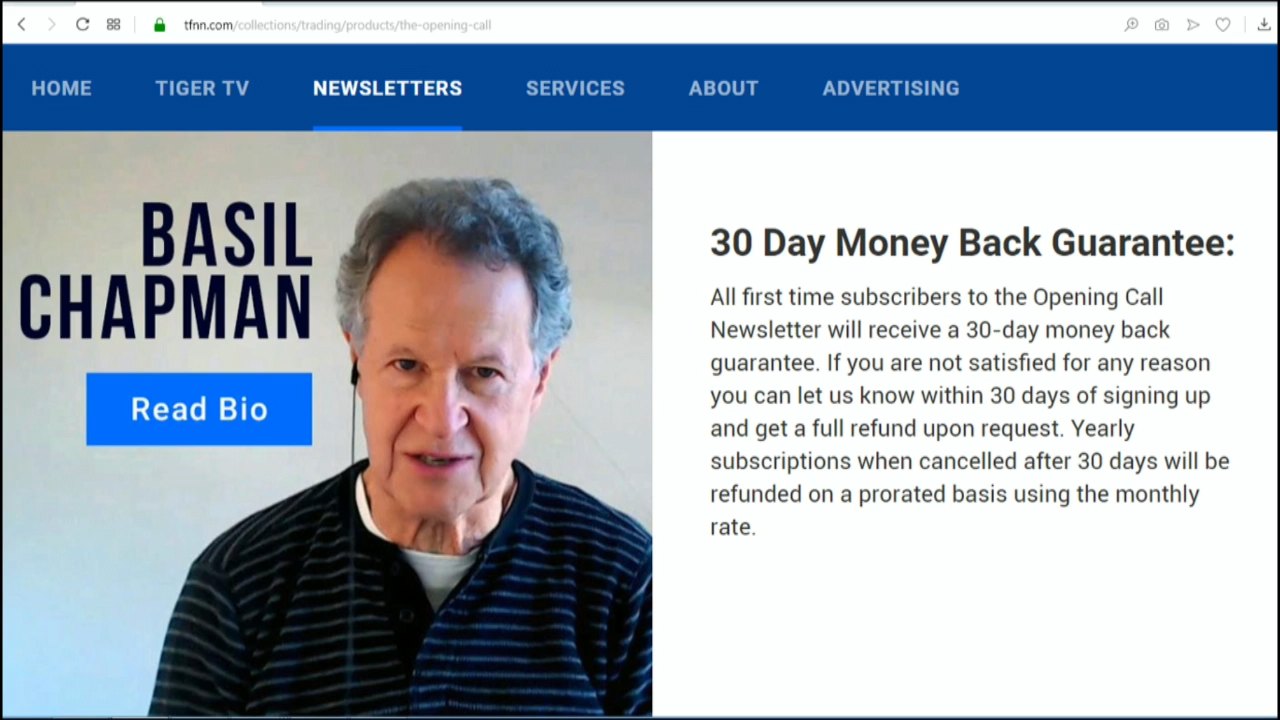 tfnn.com/collections/trading/products/the-opening-call
HOME TIGER TV NEWSLETTERS SERVICES ABOUT ADVERTISING
BASIL
CHAPMAN
Read Bio
30 Day Money Back Guarantee:
All first time subscribers to the Opening Call
Newsletter will receive a 30-day money back
guarantee. If you are not satisfied for any reason
you can let us know within 30 days of signing up
and get a full refund upon request. Yearly
subscriptions when cancelled after 30 days will be
refunded on a prorated basis using the monthly
rate.